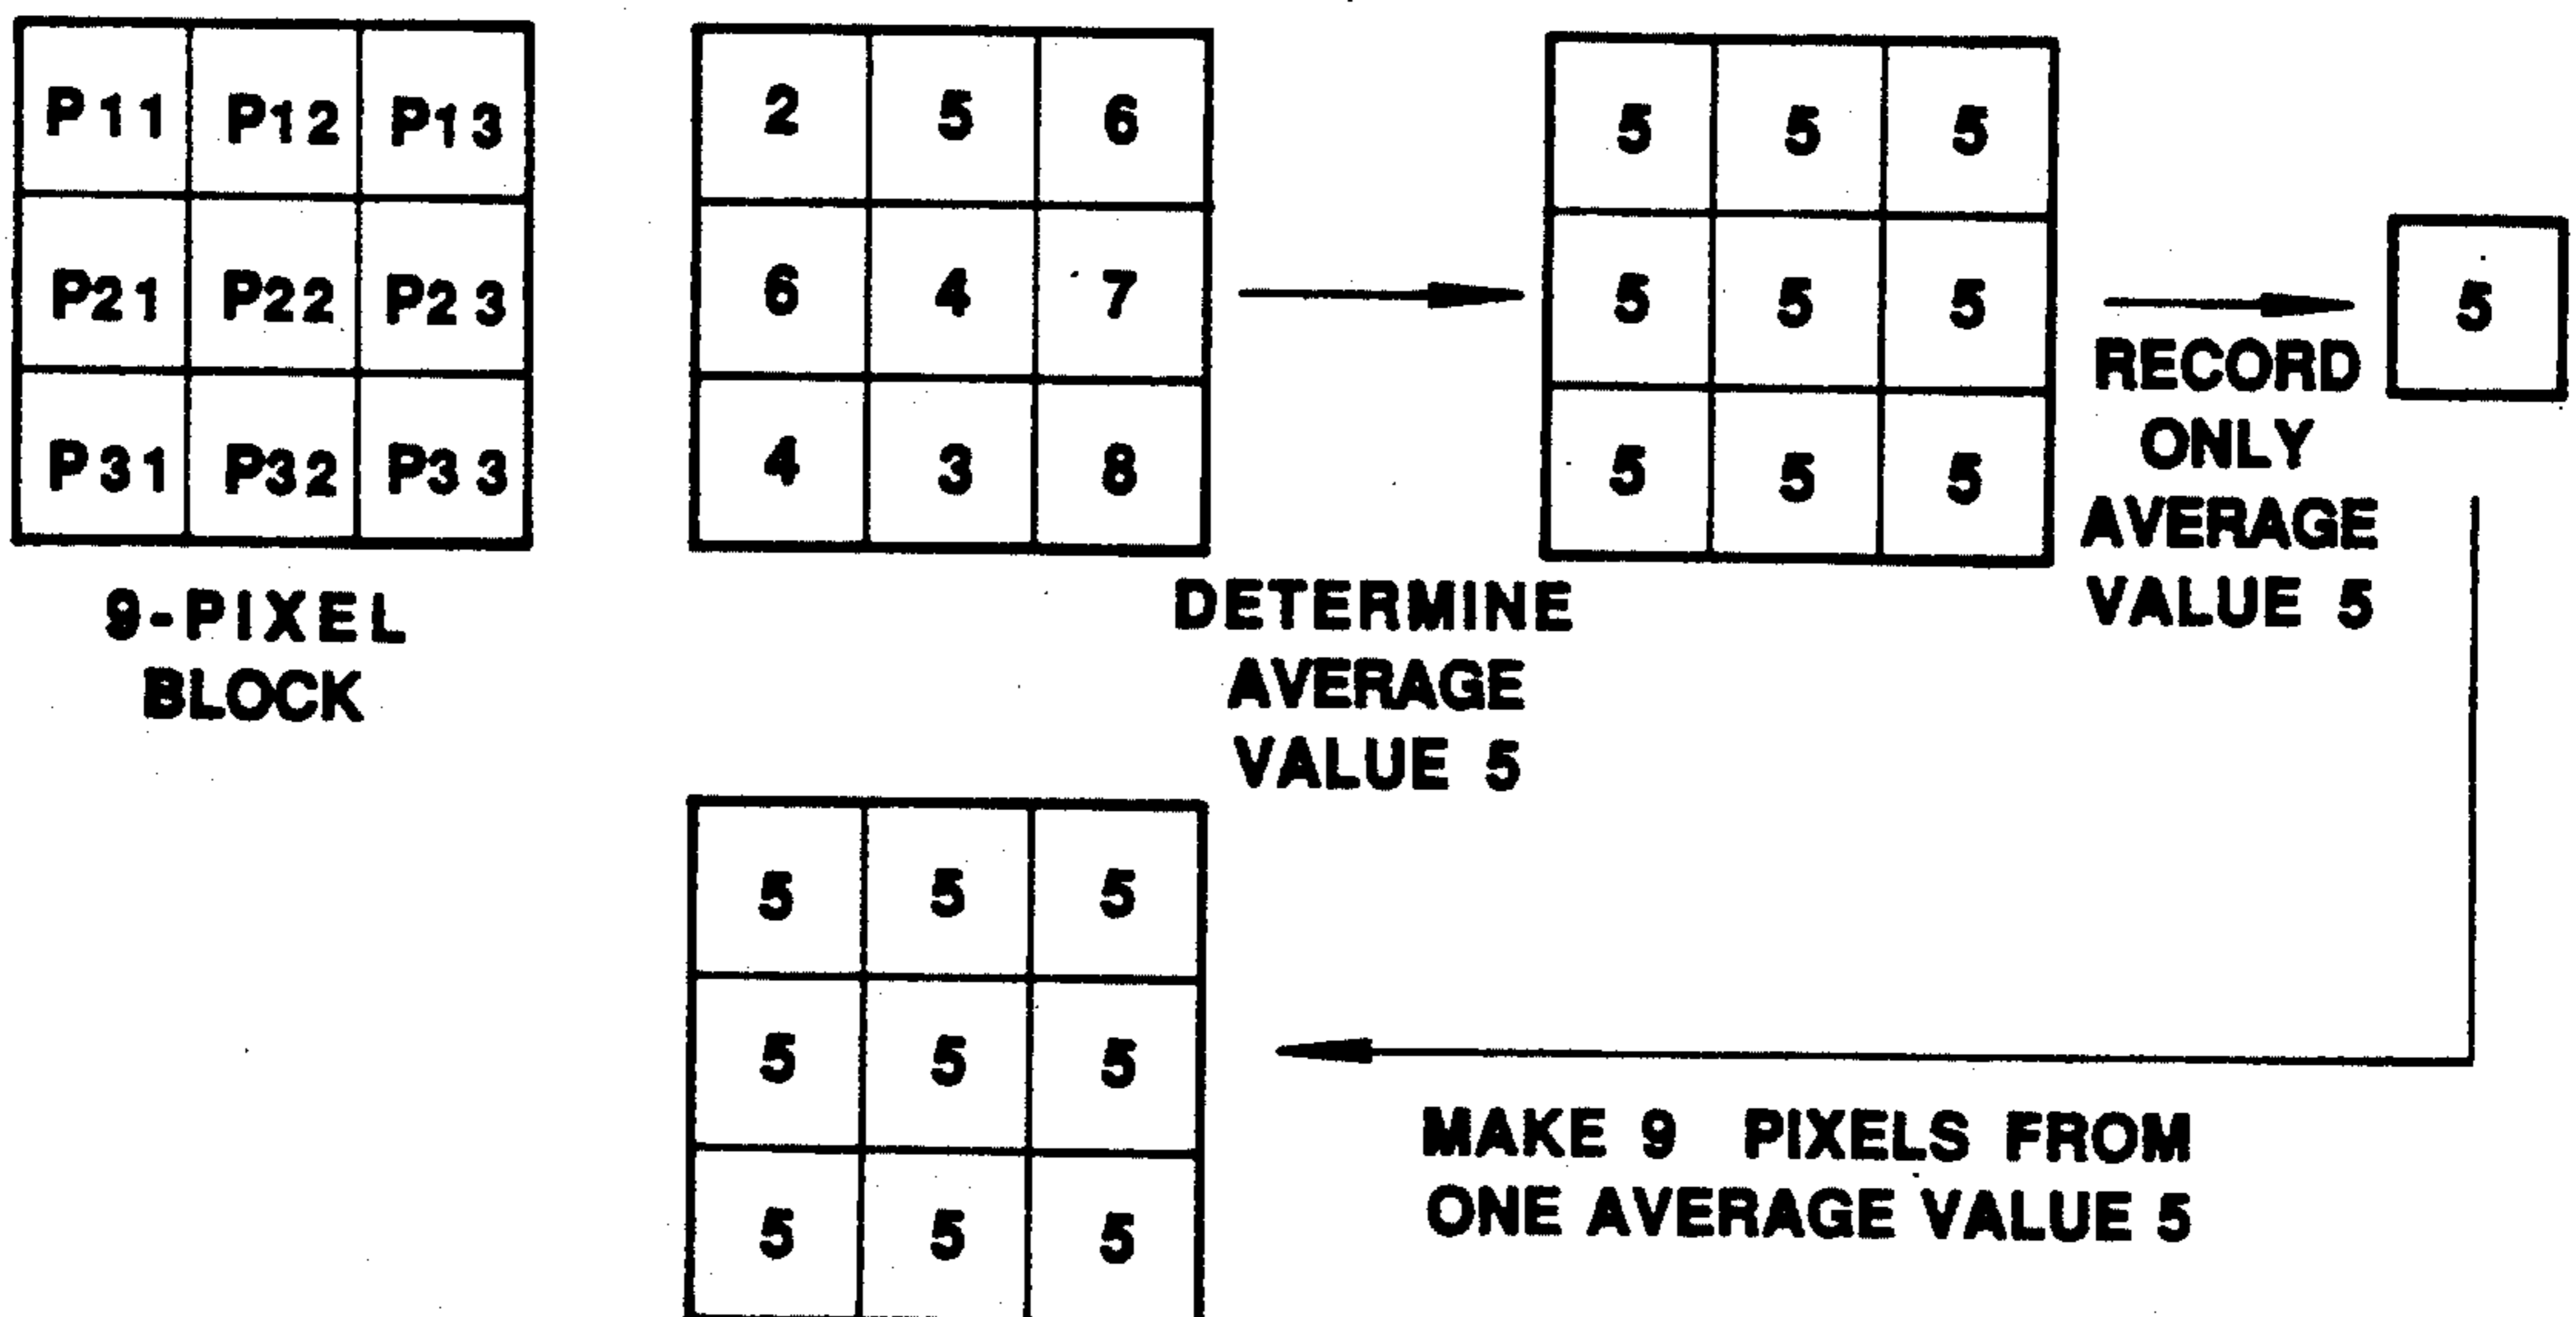 P11 P12 P13
P21 P22 P23
P31 P32 P33
9-PIXEL
BLOCK
2 5 6
6 4 7
4 3 8
DETERMINE
AVERAGE
VALUE 5
5 5 5
5 5 5
5 5 5
RECORD
ONLY
AVERAGE
VALUE 5
5
MAKE 9 PIXELS FROM
ONE AVERAGE VALUE 5
5 5 5
5 5 5
5 5 5